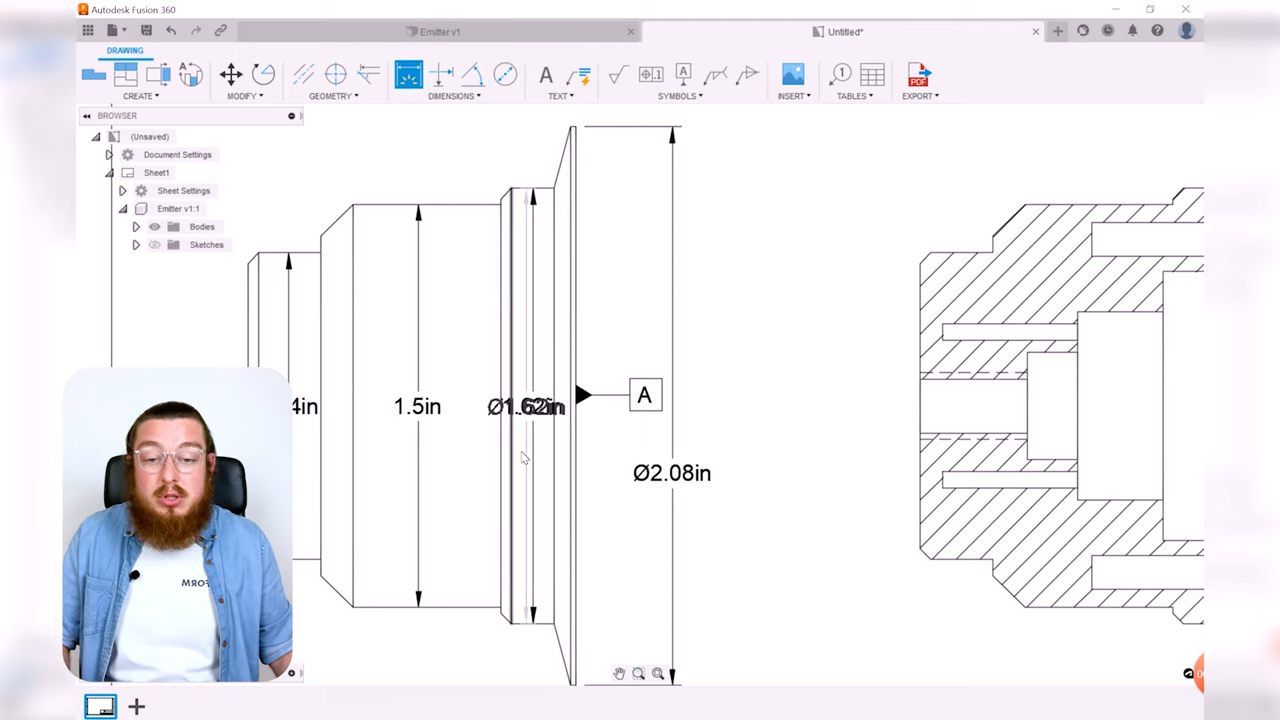 Autodesk Fusion 360
Emitter v1
Untitled*
DRAWING
CREATE
MODIFY
GEOMETRY
DIMENSIONS
TEXT
SYMBOLS
INSERT
TABLES
EXPORT
BROWSER
(Unsaved)
Document Settings
Sheet1
Sheet Settings
Emitter v1:1
Bodies
Sketches
4in
1.5in
A
Ø2.08in